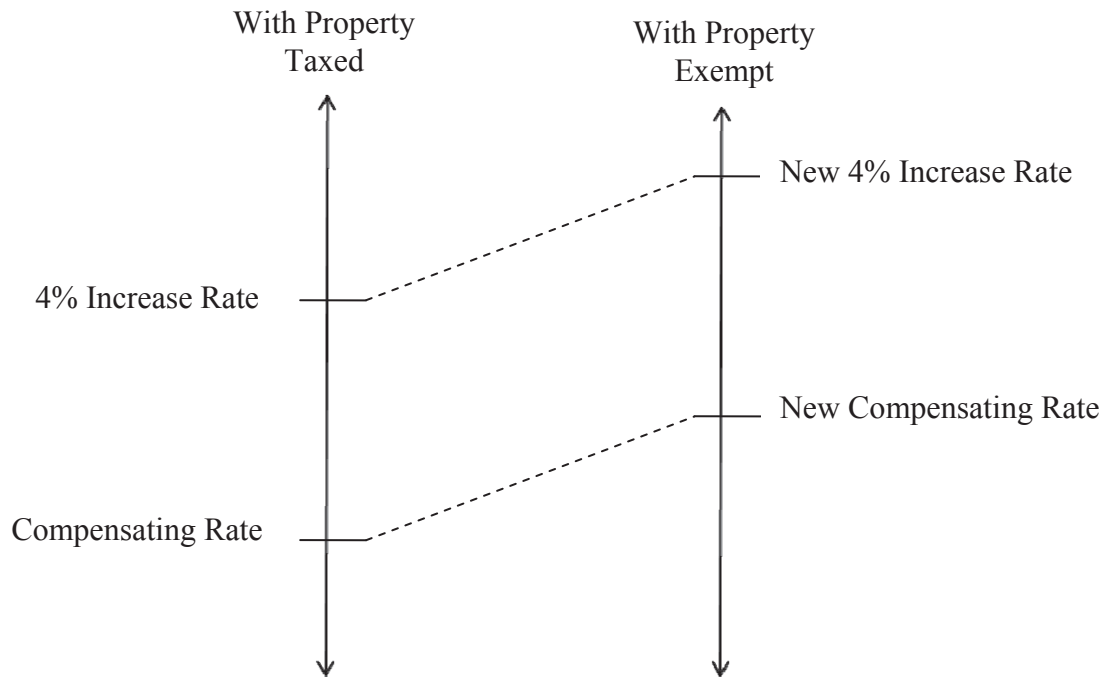 With Property
Taxed
With Property
Exempt
New 4% Increase Rate
4% Increase Rate
New Compensating Rate
Compensating Rate